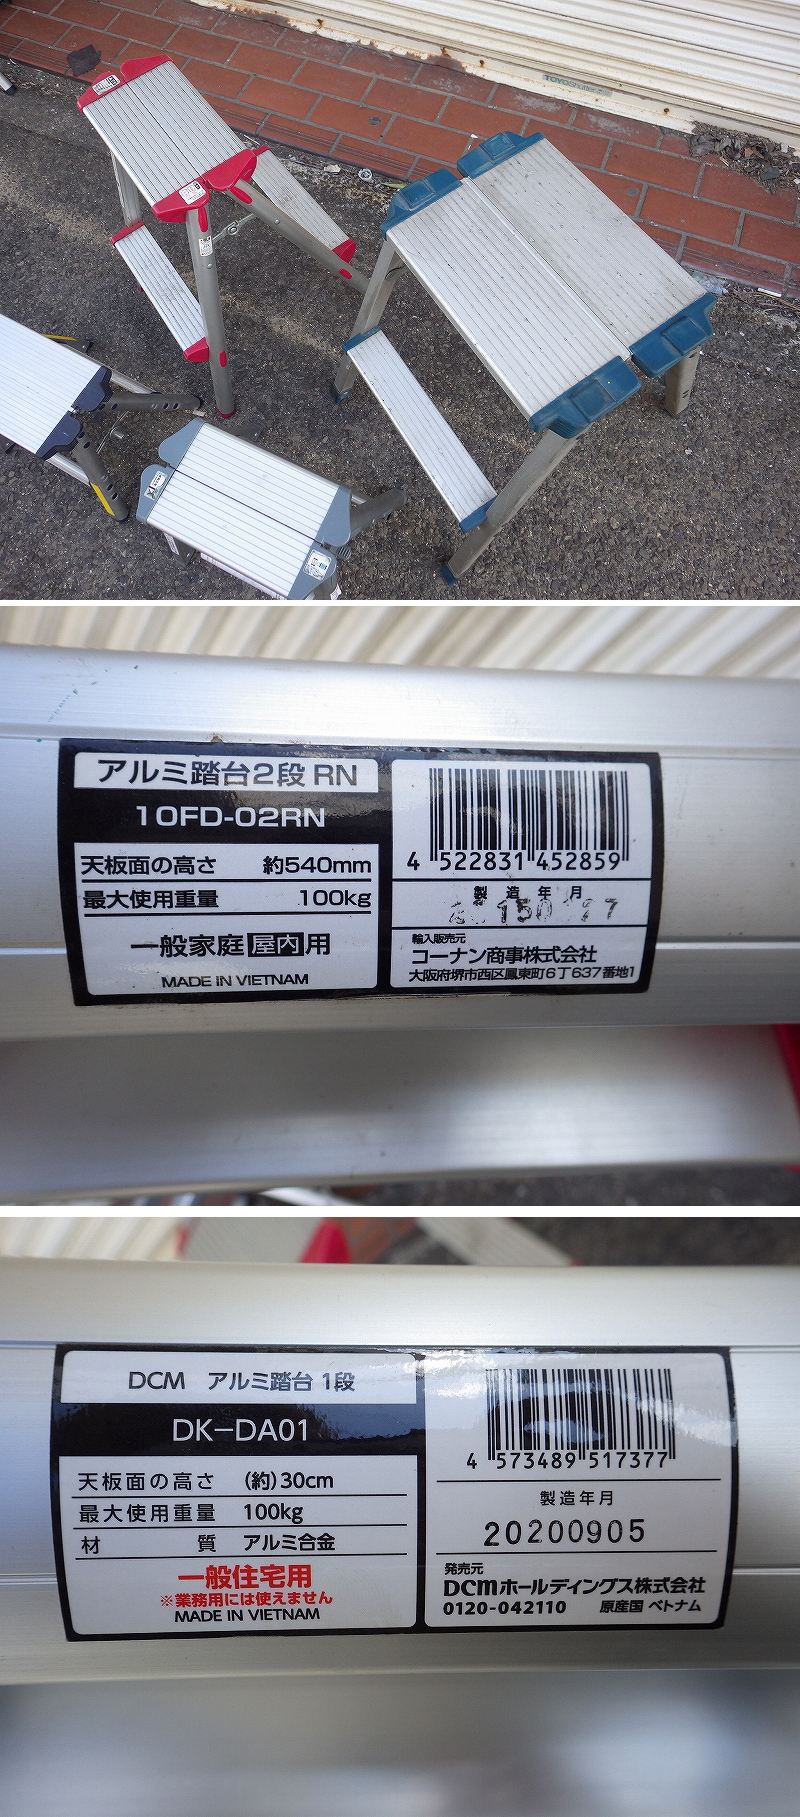 TOYO
アルミ踏台2段 RN
10FD-02RN
天板面の高さ 約540mm
最大使用重量 100kg
一般家庭屋内用
MADE IN VIETNAM
4 522831 452859
製造年月
輸入販売元
コーナン商事株式会社
大阪府堺市西区鳳東町6丁637番地1
DCM アルミ踏台 1段
DK-DA01
天板面の高さ (約)30cm
最大使用重量 100kg
材質 アルミ合金
一般住宅用
※業務用には使えません
MADE IN VIETNAM
4 573489 517377
製造年月
20200905
発売元
DCMホールディングス株式会社
0120-042110 原産国 ベトナム